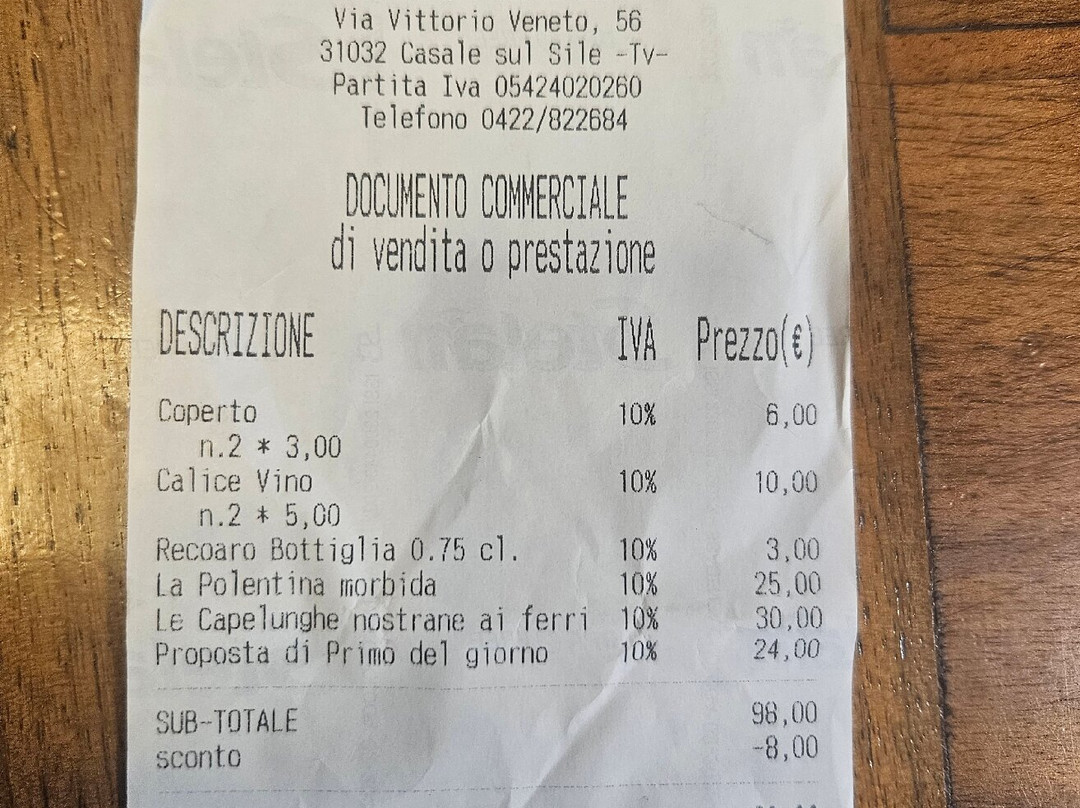 Via Vittorio Veneto, 56
31032 Casale sul Sile -Tv-
Partita Iva 05424020260
Telefono 0422/822684
DOCUMENTO COMMERCIALE
di vendita o prestazione
DESCRIZIONE IVA Prezzo(€)
Coperto 10% 6,00
n.2 * 3,00
Calice Vino 10% 10,00
n.2 * 5,00
Recoaro Bottiglia 0.75 cl. 10% 3,00
La Polentina morbida 10% 25,00
Le Capelunghe nostrane ai ferri 10% 30,00
Proposta di Primo del giorno 10% 24,00
SUB-TOTALE 98,00
sconto -8,00